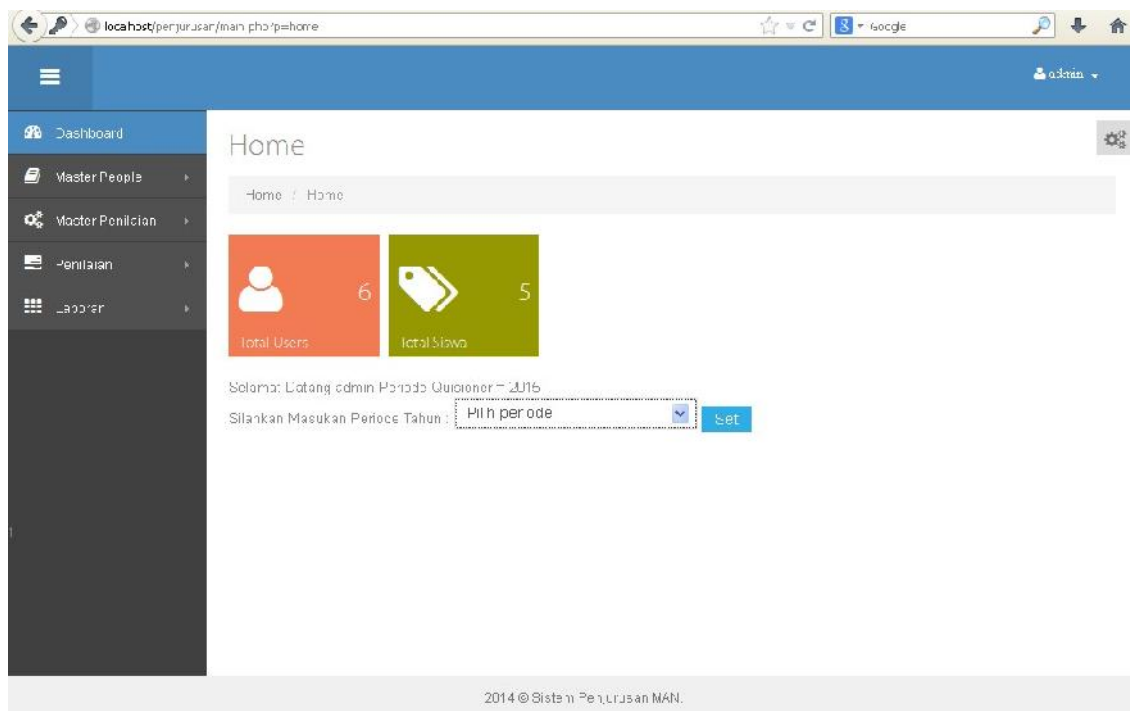 localhost/penjurusan/main.php?p=home
Google
admin
Dashboard
Master People
Master Penilaian
Penilaian
Laporan
Home
Home / Home
6
Total Users
5
Total Siswa
Selamat Datang admin Periode Quisioner = 2015
Silahkan Masukan Periode Tahun :
Pilih periode
Set
2014 © Sistem Penjurusan MAN.